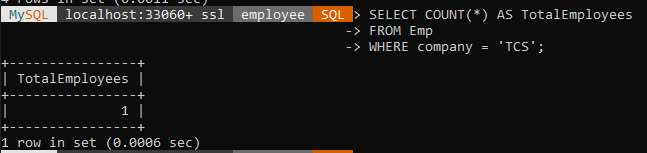 4 rows in set (0.0011 sec)
MySQL localhost:33060+ ssl employee SQL > SELECT COUNT(*) AS TotalEmployees
-> FROM Emp
-> WHERE company = 'TCS';
+----------------+
| TotalEmployees |
+----------------+
| 1 |
+----------------+
1 row in set (0.0006 sec)